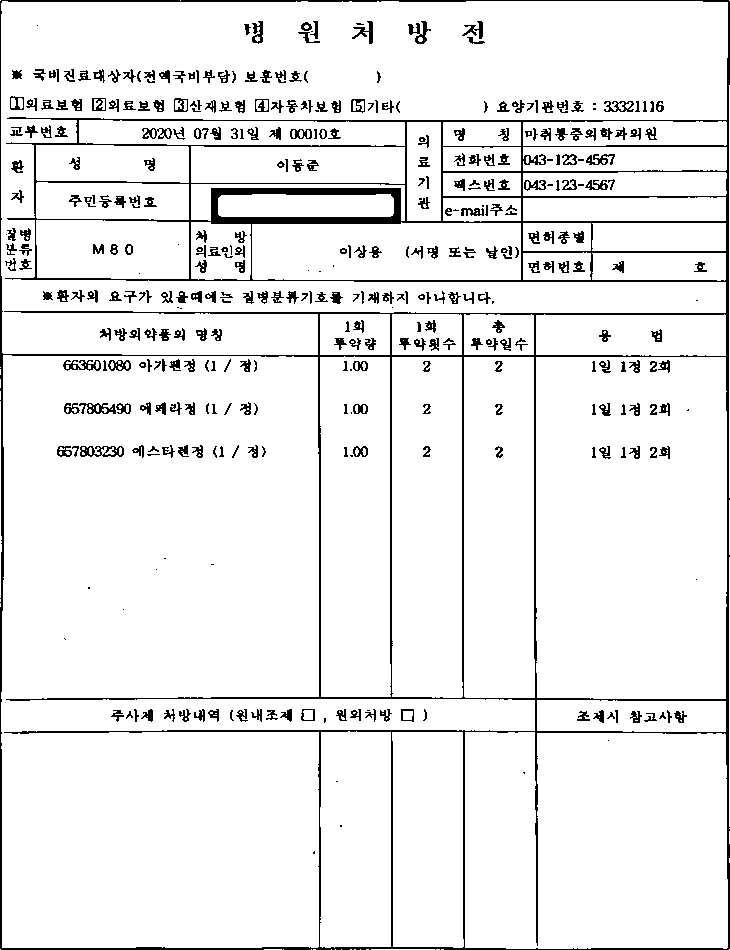 병 원 처 방 전
※ 국비진료대상자(전액국비부담) 보훈번호( )
1의료보험 2의료보험 3산재보험 4자동차보험 5기타( ) 요양기관번호 : 33321116
교부번호 2020년 07월 31일 제 00010호 의료기관 명 칭 마취통증의학과의원
환자 성 명 이동준 전화번호 043-123-4567
팩스번호 043-123-4567
주민등록번호 e-mail주소
질병분류번호 M80 처 방 의료인의 성 명 이상용 (서명 또는 날인) 면허종별
면허번호 제 호
※환자의 요구가 있을때에는 질병분류기호를 기재하지 아니합니다.
처방의약품의 명칭 1회 투약량 1회 투약횟수 총 투약일수 용 법
663601080 아가펜정 (1 / 정) 1.00 2 2 1일 1정 2회
657805490 에페라정 (1 / 정) 1.00 2 2 1일 1정 2회
657803230 에스타렌정 (1 / 정) 1.00 2 2 1일 1정 2회
주사제 처방내역 (원내조제 □ , 원외처방 □ ) 조제시 참고사항